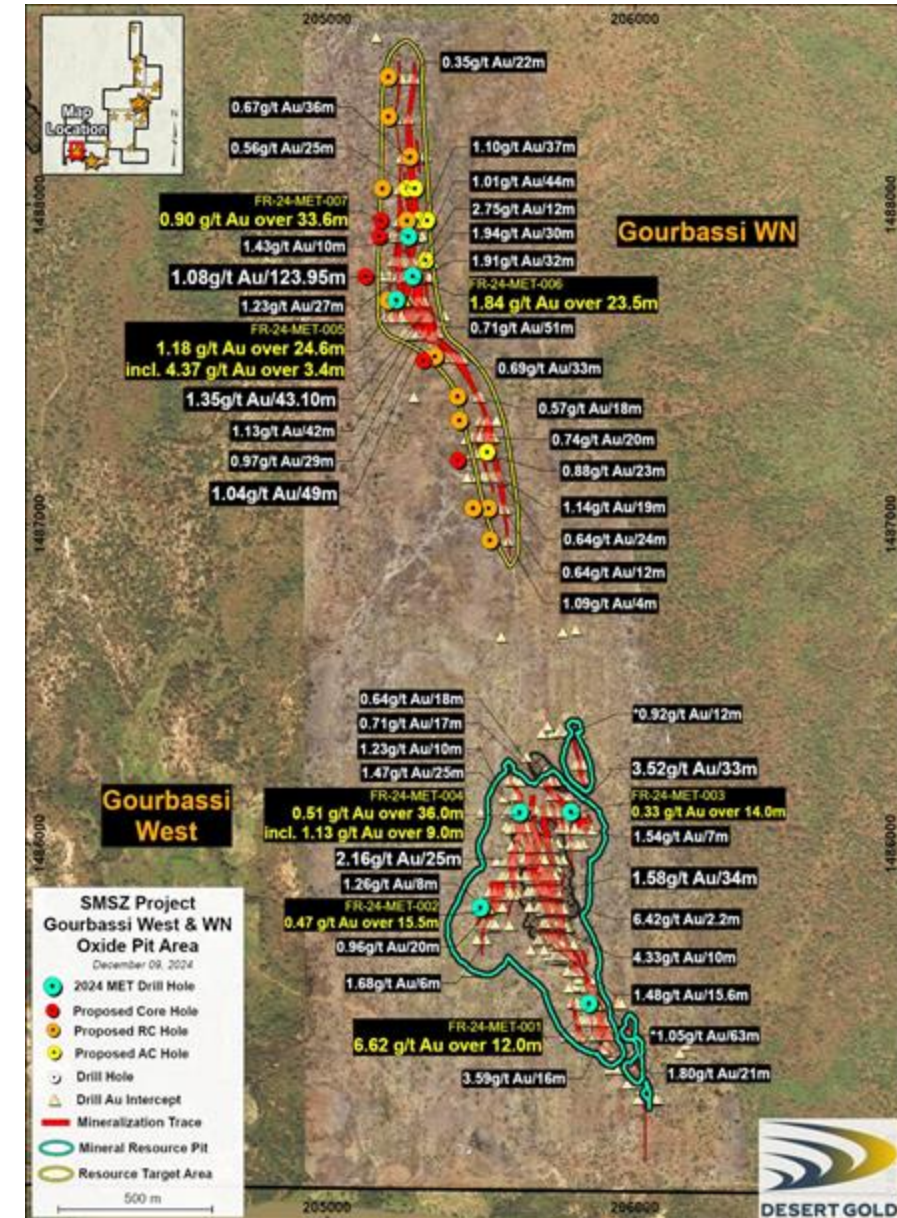 205000
206000
Map
Location
0.35g/t Au/22m
0.67g/t Au/36m
0.56g/t Au/25m
1.10g/t Au/37m
1.01g/t Au/44m
1488000
1488000
FR-24-MET-007
0.90 g/t Au over 33.6m
2.75g/t Au/12m
1.94g/t Au/30m
Gourbassi WN
1.43g/t Au/10m
1.91g/t Au/32m
1.08g/t Au/123.95m
FR-24-MET-006
1.84 g/t Au over 23.5m
1.23g/t Au/27m
0.71g/t Au/51m
FR-24-MET-005
1.18 g/t Au over 24.6m
incl. 4.37 g/t Au over 3.4m
0.69g/t Au/33m
1.35g/t Au/43.10m
0.57g/t Au/18m
1.13g/t Au/42m
0.74g/t Au/20m
0.97g/t Au/29m
0.88g/t Au/23m
1.04g/t Au/49m
1.14g/t Au/19m
1487000
1487000
0.64g/t Au/24m
0.64g/t Au/12m
1.09g/t Au/4m
0.64g/t Au/18m
*0.92g/t Au/12m
0.71g/t Au/17m
1.23g/t Au/10m
1.47g/t Au/25m
3.52g/t Au/33m
Gourbassi
West
FR-24-MET-004
0.51 g/t Au over 36.0m
incl. 1.13 g/t Au over 9.0m
FR-24-MET-003
0.33 g/t Au over 14.0m
1486000
1486000
1.54g/t Au/7m
2.16g/t Au/25m
1.26g/t Au/8m
1.58g/t Au/34m
FR-24-MET-002
0.47 g/t Au over 15.5m
6.42g/t Au/2.2m
0.96g/t Au/20m
4.33g/t Au/10m
1.68g/t Au/6m
1.48g/t Au/15.6m
FR-24-MET-001
6.62 g/t Au over 12.0m
*1.05g/t Au/63m
3.59g/t Au/16m
1.80g/t Au/21m
SMSZ Project
Gourbassi West & WN
Oxide Pit Area
December 09, 2024
2024 MET Drill Hole
Proposed Core Hole
Proposed RC Hole
Proposed AC Hole
Drill Hole
Drill Au Intercept
Mineralization Trace
Mineral Resource Pit
Resource Target Area
500 m
205000
206000
DESERT GOLD